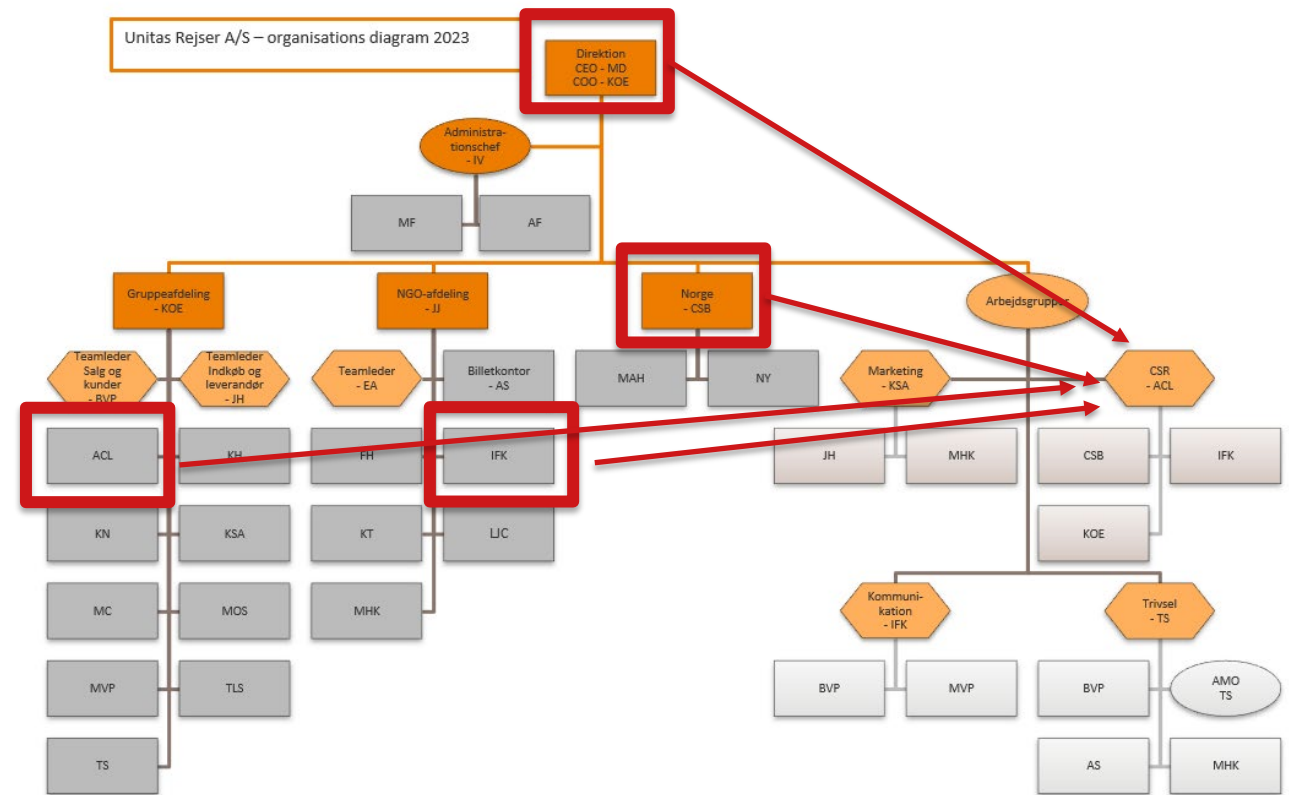 Unitas Rejser A/S – organisations diagram 2023
Direktion
CEO - MD
COO - KOE
Administra-
tionschef
- IV
MF
AF
Gruppeafdeling
- KOE
NGO-afdeling
- JJ
Norge
- CSB
Arbejdsgrupper
Teamleder
Salg og
kunder
- BVP
Teamleder
Indkøb og
leverandør
- JH
Teamleder
- EA
Billetkontor
- AS
MAH
NY
Marketing
- KSA
CSR
- ACL
ACL
KH
FH
IFK
JH
MHK
CSB
IFK
KN
KSA
KT
LJC
KOE
MC
MOS
MHK
Kommuni-
kation
- IFK
Trivsel
- TS
MVP
TLS
BVP
MVP
BVP
AMO
TS
TS
AS
MHK